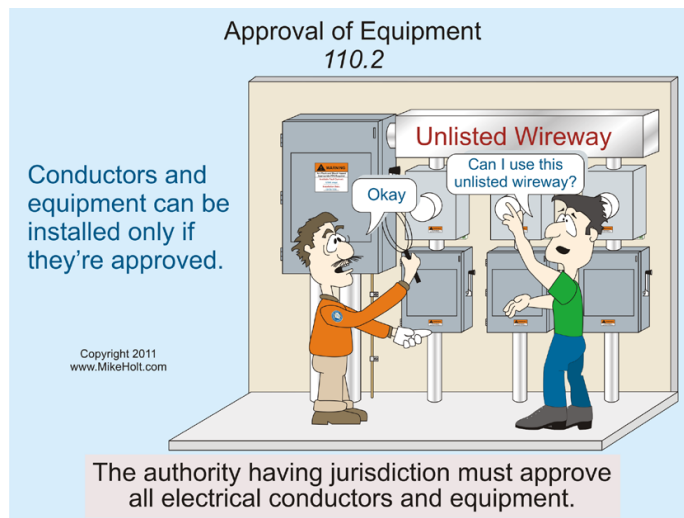 Approval of Equipment
110.2
Unlisted Wireway
Can I use this
unlisted wireway?
Okay
WARNING
Conductors and
equipment can be
installed only if
they're approved.
Copyright 2011
www.MikeHolt.com
The authority having jurisdiction must approve
all electrical conductors and equipment.